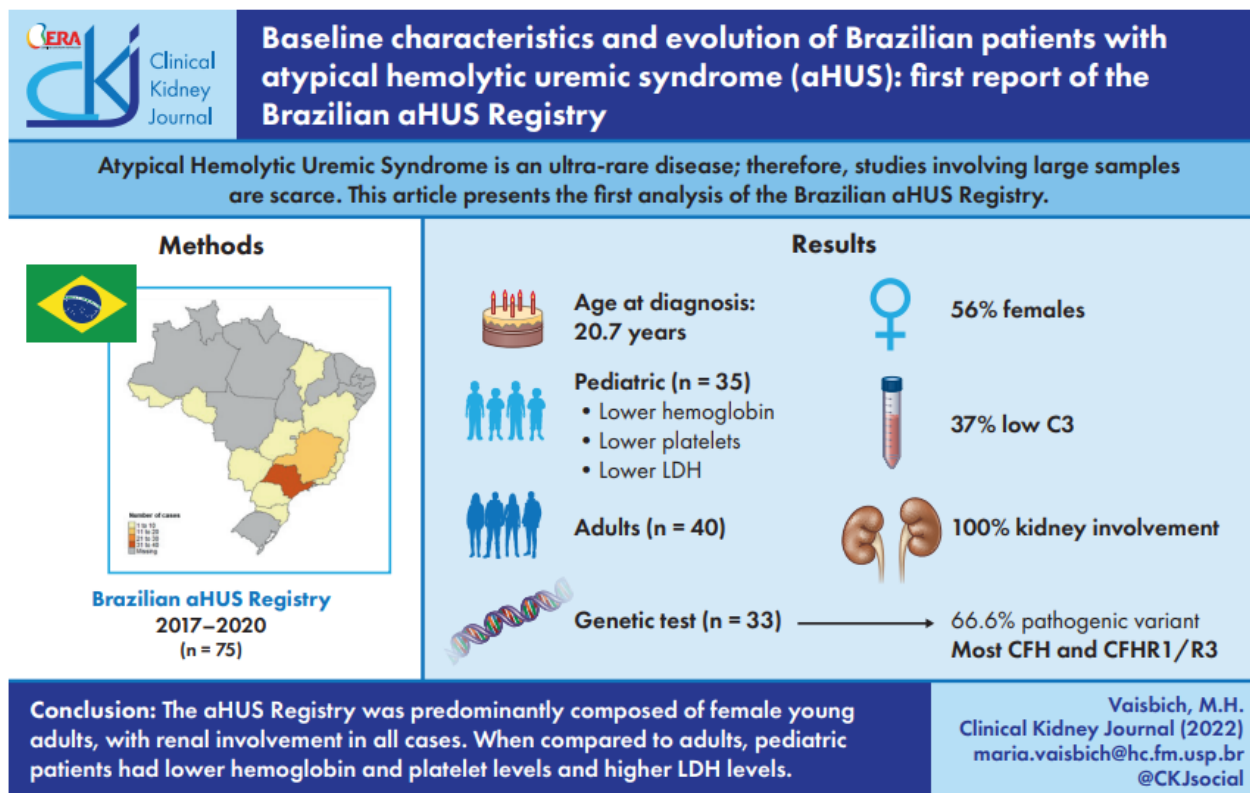 ERA
CKJ
Clinical
Kidney
Journal
Baseline characteristics and evolution of Brazilian patients with
atypical hemolytic uremic syndrome (aHUS): first report of the
Brazilian aHUS Registry
Atypical Hemolytic Uremic Syndrome is an ultra-rare disease; therefore, studies involving large samples
are scarce. This article presents the first analysis of the Brazilian aHUS Registry.
Methods
Number of cases
1 to 10
11 to 20
21 to 30
31 to 40
Missing
Brazilian aHUS Registry
2017–2020
(n = 75)
Results
Age at diagnosis:
20.7 years
56% females
Pediatric (n = 35)
• Lower hemoglobin
• Lower platelets
• Lower LDH
37% low C3
Adults (n = 40)
100% kidney involvement
Genetic test (n = 33)
66.6% pathogenic variant
Most CFH and CFHR1/R3
Conclusion: The aHUS Registry was predominantly composed of female young
adults, with renal involvement in all cases. When compared to adults, pediatric
patients had lower hemoglobin and platelet levels and higher LDH levels.
Vaisbich, M.H.
Clinical Kidney Journal (2022)
maria.vaisbich@hc.fm.usp.br
@CKJsocial